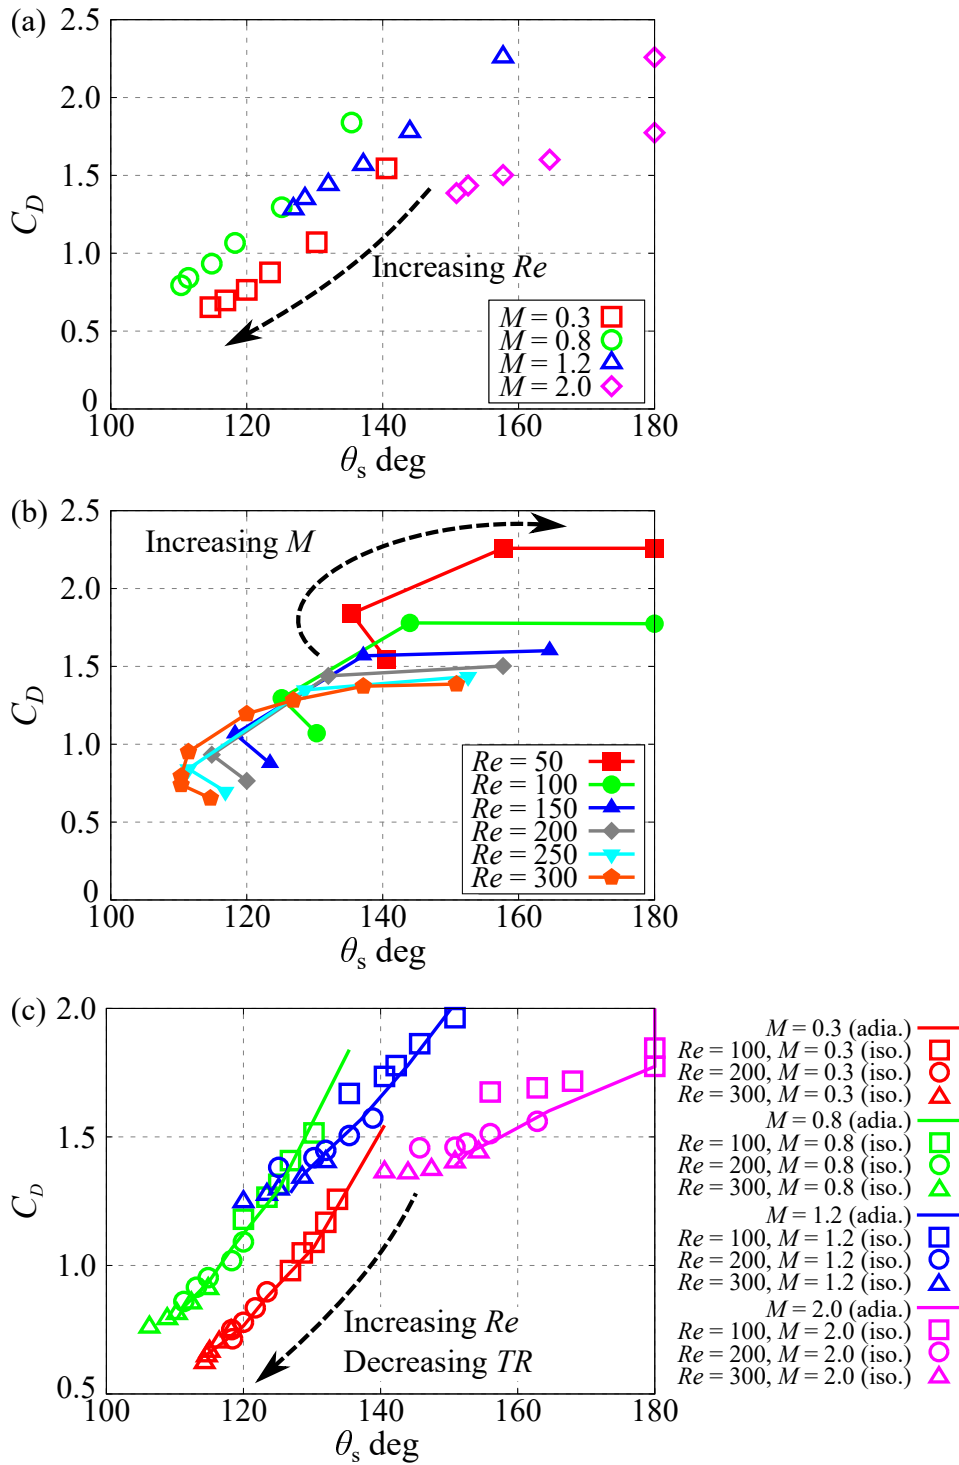 (a)
2.5
2.0
1.5
1.0
0.5
0
C_D
Increasing Re
M = 0.3
M = 0.8
M = 1.2
M = 2.0
100 120 140 160 180
θs deg
(b)
2.5
2.0
1.5
1.0
0.5
0
C_D
Increasing M
Re = 50
Re = 100
Re = 150
Re = 200
Re = 250
Re = 300
100 120 140 160 180
θs deg
(c)
2.0
1.5
1.0
0.5
C_D
Increasing Re
Decreasing TR
100 120 140 160 180
θs deg
M = 0.3 (adia.)
Re = 100, M = 0.3 (iso.)
Re = 200, M = 0.3 (iso.)
Re = 300, M = 0.3 (iso.)
M = 0.8 (adia.)
Re = 100, M = 0.8 (iso.)
Re = 200, M = 0.8 (iso.)
Re = 300, M = 0.8 (iso.)
M = 1.2 (adia.)
Re = 100, M = 1.2 (iso.)
Re = 200, M = 1.2 (iso.)
Re = 300, M = 1.2 (iso.)
M = 2.0 (adia.)
Re = 100, M = 2.0 (iso.)
Re = 200, M = 2.0 (iso.)
Re = 300, M = 2.0 (iso.)